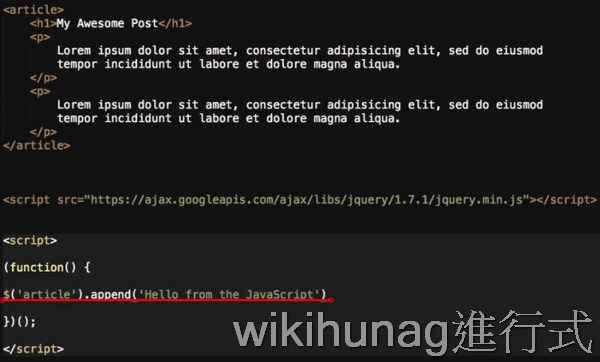 <article>
<h1>My Awesome Post</h1>
<p>
Lorem ipsum dolor sit amet, consectetur adipisicing elit, sed do eiusmod
tempor incididunt ut labore et dolore magna aliqua.
</p>
<p>
Lorem ipsum dolor sit amet, consectetur adipisicing elit, sed do eiusmod
tempor incididunt ut labore et dolore magna aliqua.
</p>
</article>
<script src="https://ajax.googleapis.com/ajax/libs/jquery/1.7.1/jquery.min.js"></script>
<script>
(function() {
$('article').append('Hello from the JavaScript')
})();
</script>
wikihunag進行式